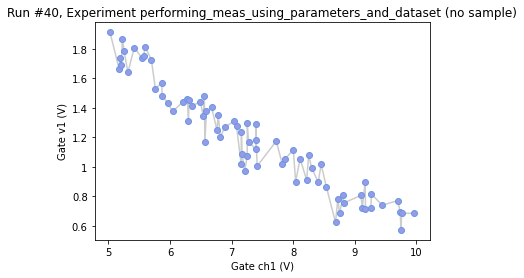 Run #40, Experiment performing_meas_using_parameters_and_dataset (no sample)
Gate v1 (V)
1.8
1.6
1.4
1.2
1
0.8
0.6
5 6 7 8 9 10
Gate ch1 (V)